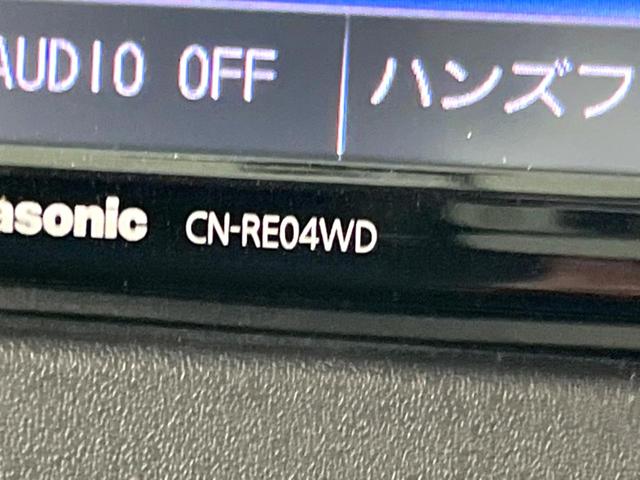 AUDIO OFF ハンズフ
asonic CN-RE04WD